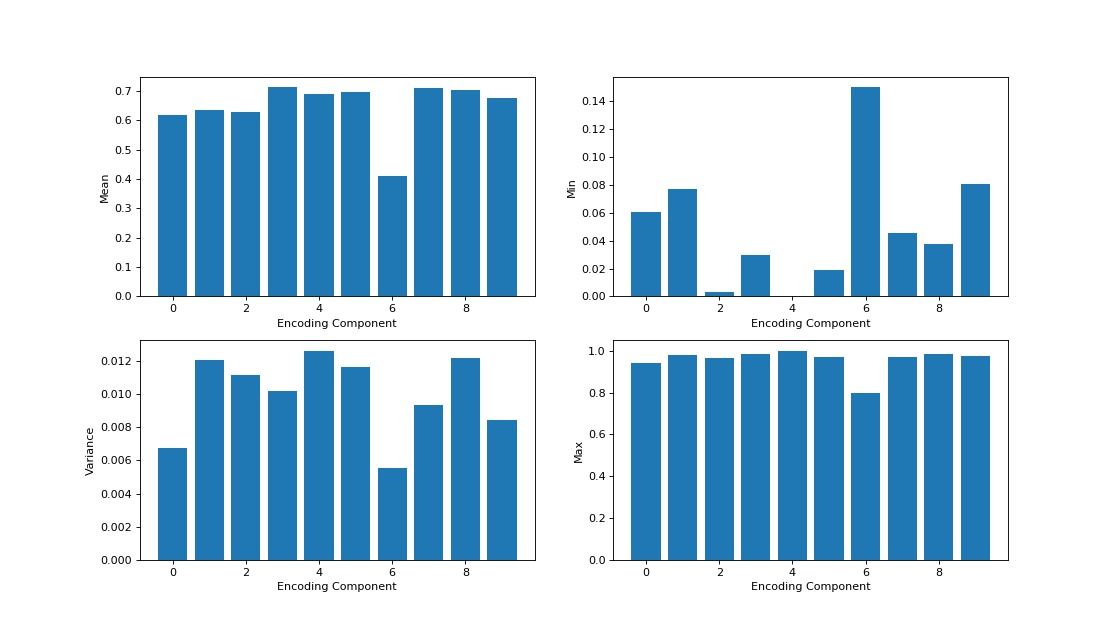 0.7
0.6
0.5
0.4
0.3
0.2
0.1
0.0
Mean
0 2 4 6 8
Encoding Component
0.14
0.12
0.10
0.08
0.06
0.04
0.02
0.00
Min
0 2 4 6 8
Encoding Component
0.012
0.010
0.008
0.006
0.004
0.002
0.000
Variance
0 2 4 6 8
Encoding Component
1.0
0.8
0.6
0.4
0.2
0.0
Max
0 2 4 6 8
Encoding Component